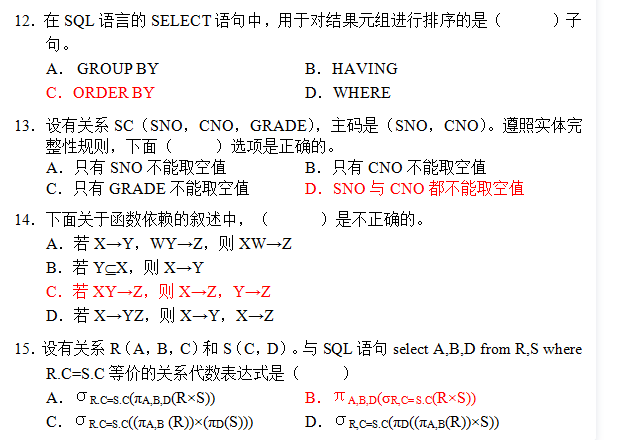 12. 在 SQL 语言的 SELECT 语句中，用于对结果元组进行排序的是（ ）子
句。
A. GROUP BY B. HAVING
C. ORDER BY D. WHERE
13. 设有关系 SC（SNO，CNO，GRADE），主码是（SNO，CNO）。遵照实体完
整性规则，下面（ ）选项是正确的。
A. 只有 SNO 不能取空值 B. 只有 CNO 不能取空值
C. 只有 GRADE 不能取空值 D. SNO 与 CNO 都不能取空值
14. 下面关于函数依赖的叙述中，（ ）是不正确的。
A. 若 X→Y，WY→Z，则 XW→Z
B. 若 Y⊆X，则 X→Y
C. 若 XY→Z，则 X→Z，Y→Z
D. 若 X→YZ，则 X→Y，X→Z
15. 设有关系 R（A，B，C）和 S（C，D）。与 SQL 语句 select A,B,D from R,S where
R.C=S.C 等价的关系代数表达式是（ ）
A. σR.C=S.C(πA,B,D(R×S)) B. πA,B,D(σR,C= S.C(R×S))
C. σR.C=S.C((πA,B (R))×(πD(S))) D. σR,C=S.C(πD((πA,B(R))×S))